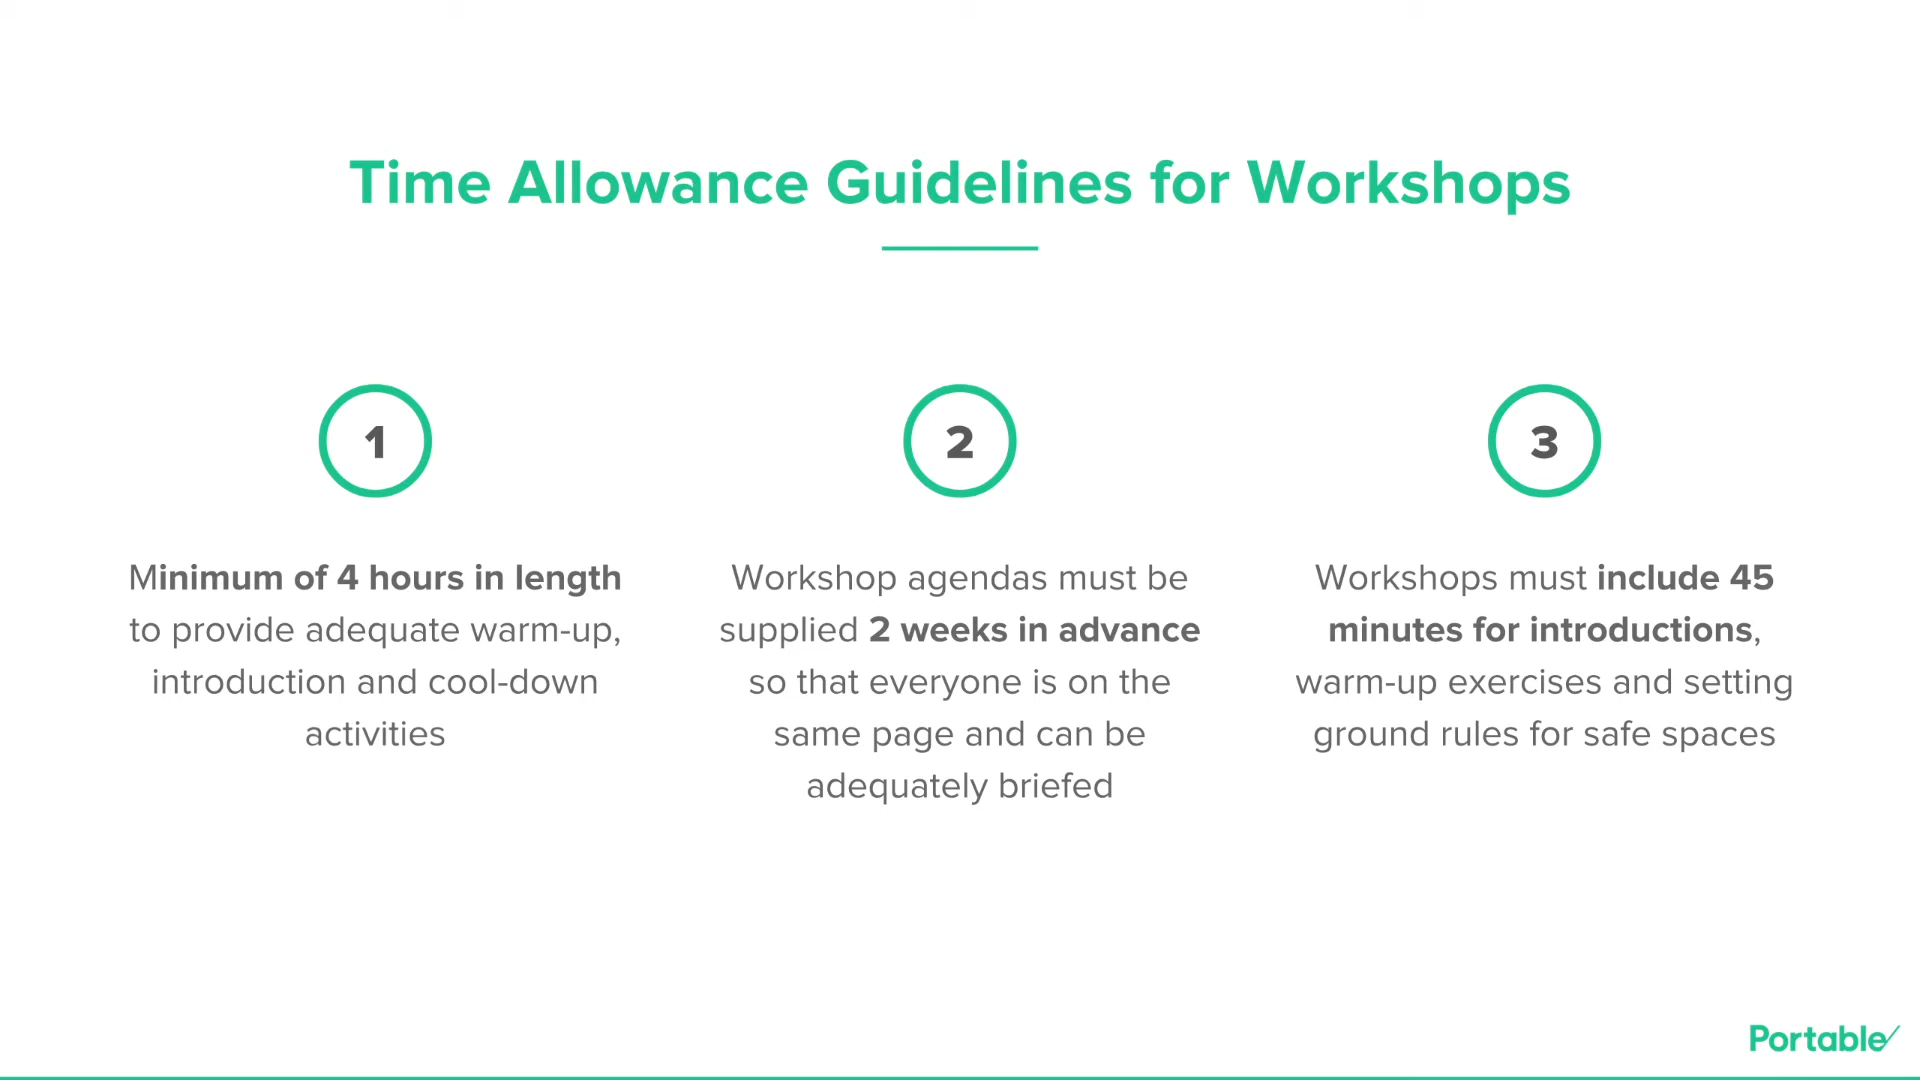 Time Allowance Guidelines for Workshops
1
Minimum of 4 hours in length
to provide adequate warm-up,
introduction and cool-down
activities
2
Workshop agendas must be
supplied 2 weeks in advance
so that everyone is on the
same page and can be
adequately briefed
3
Workshops must include 45
minutes for introductions,
warm-up exercises and setting
ground rules for safe spaces
Portable